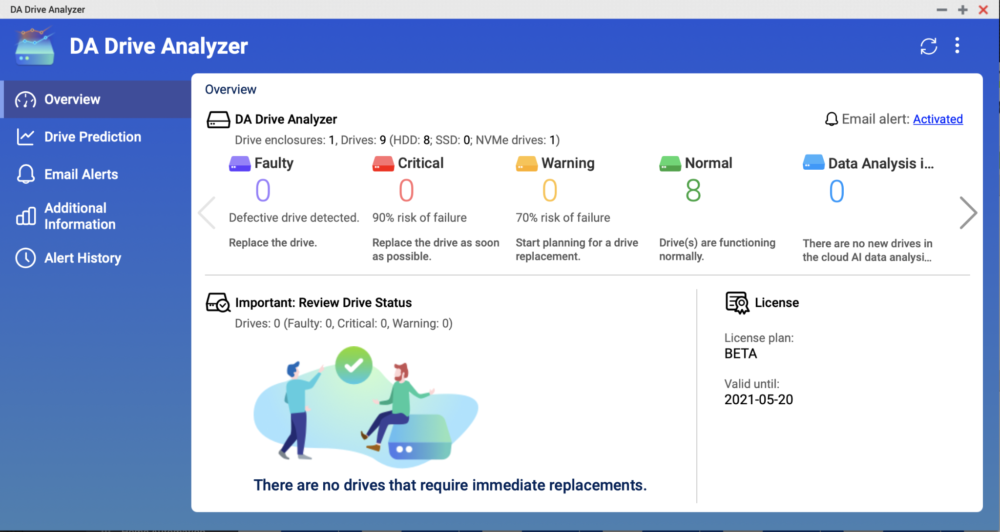 DA Drive Analyzer
DA Drive Analyzer
Overview
Drive Prediction
Email Alerts
Additional
Information
Alert History
Overview
DA Drive Analyzer
Email alert: Activated
Drive enclosures: 1, Drives: 9 (HDD: 8; SSD: 0; NVMe drives: 1)
Faulty
0
Defective drive detected.
Replace the drive.
Critical
0
90% risk of failure
Replace the drive as soon
as possible.
Warning
0
70% risk of failure
Start planning for a drive
replacement.
Normal
8
Drive(s) are functioning
normally.
Data Analysis i...
0
There are no new drives in
the cloud AI data analysi...
Important: Review Drive Status
Drives: 0 (Faulty: 0, Critical: 0, Warning: 0)
There are no drives that require immediate replacements.
License
License plan:
BETA
Valid until:
2021-05-20